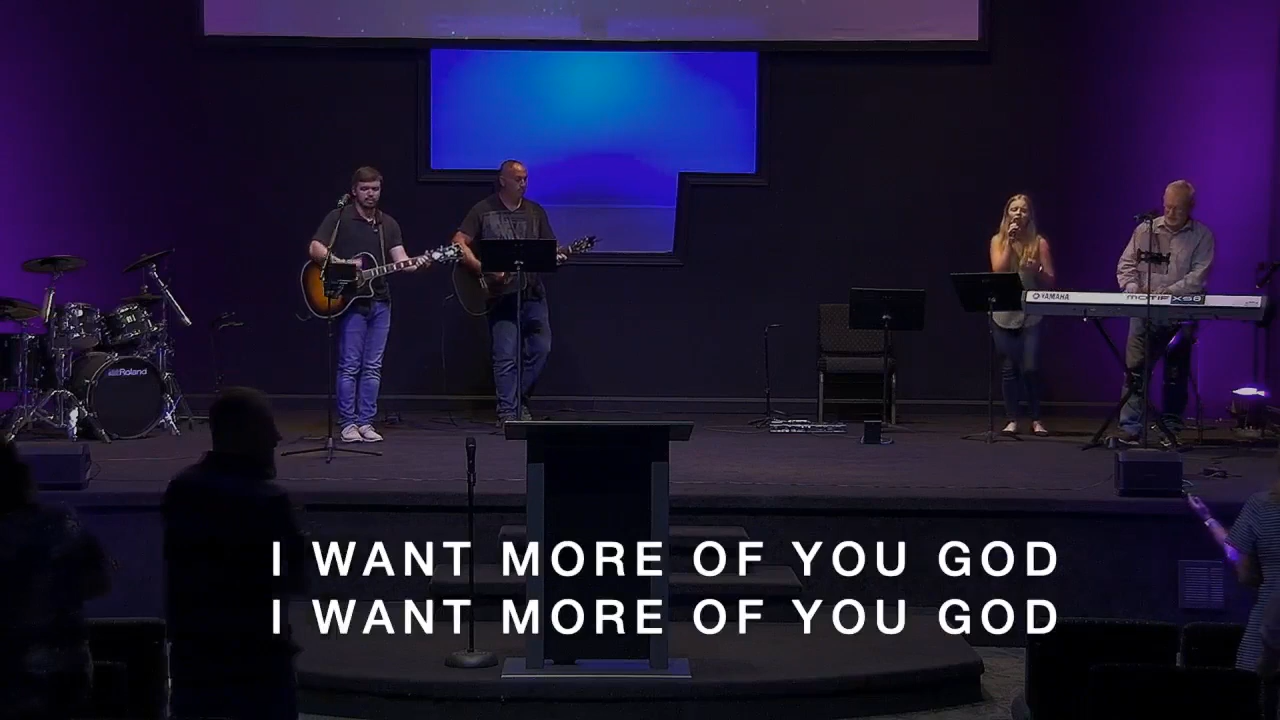 Roland
YAMAHA
MOTIF XS8
I WANT MORE OF YOU GOD
I WANT MORE OF YOU GOD